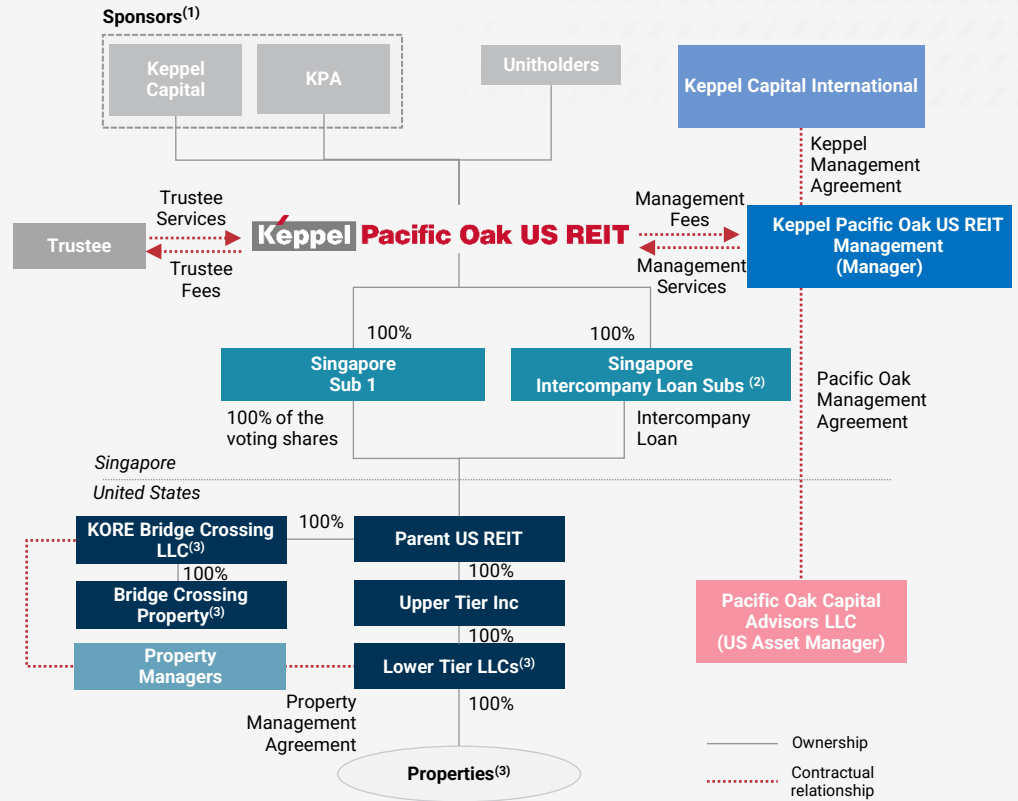 Sponsors(1)
Keppel
Capital
KPA
Unitholders
Keppel Capital International
Keppel
Management
Agreement
Trustee
Trustee
Services
Trustee
Fees
Keppel Pacific Oak US REIT
Management
Fees
Management
Services
Keppel Pacific Oak US REIT
Management
(Manager)
100%
100%
Singapore
Sub 1
Singapore
Intercompany Loan Subs (2)
100% of the
voting shares
Intercompany
Loan
Pacific Oak
Management
Agreement
Singapore
United States
KORE Bridge Crossing
LLC(3)
100%
Parent US REIT
100%
100%
Bridge Crossing
Property(3)
Upper Tier Inc
100%
Property
Managers
Lower Tier LLCs(3)
Pacific Oak Capital
Advisors LLC
(US Asset Manager)
Property
Management
Agreement
100%
Properties(3)
Ownership
Contractual
relationship